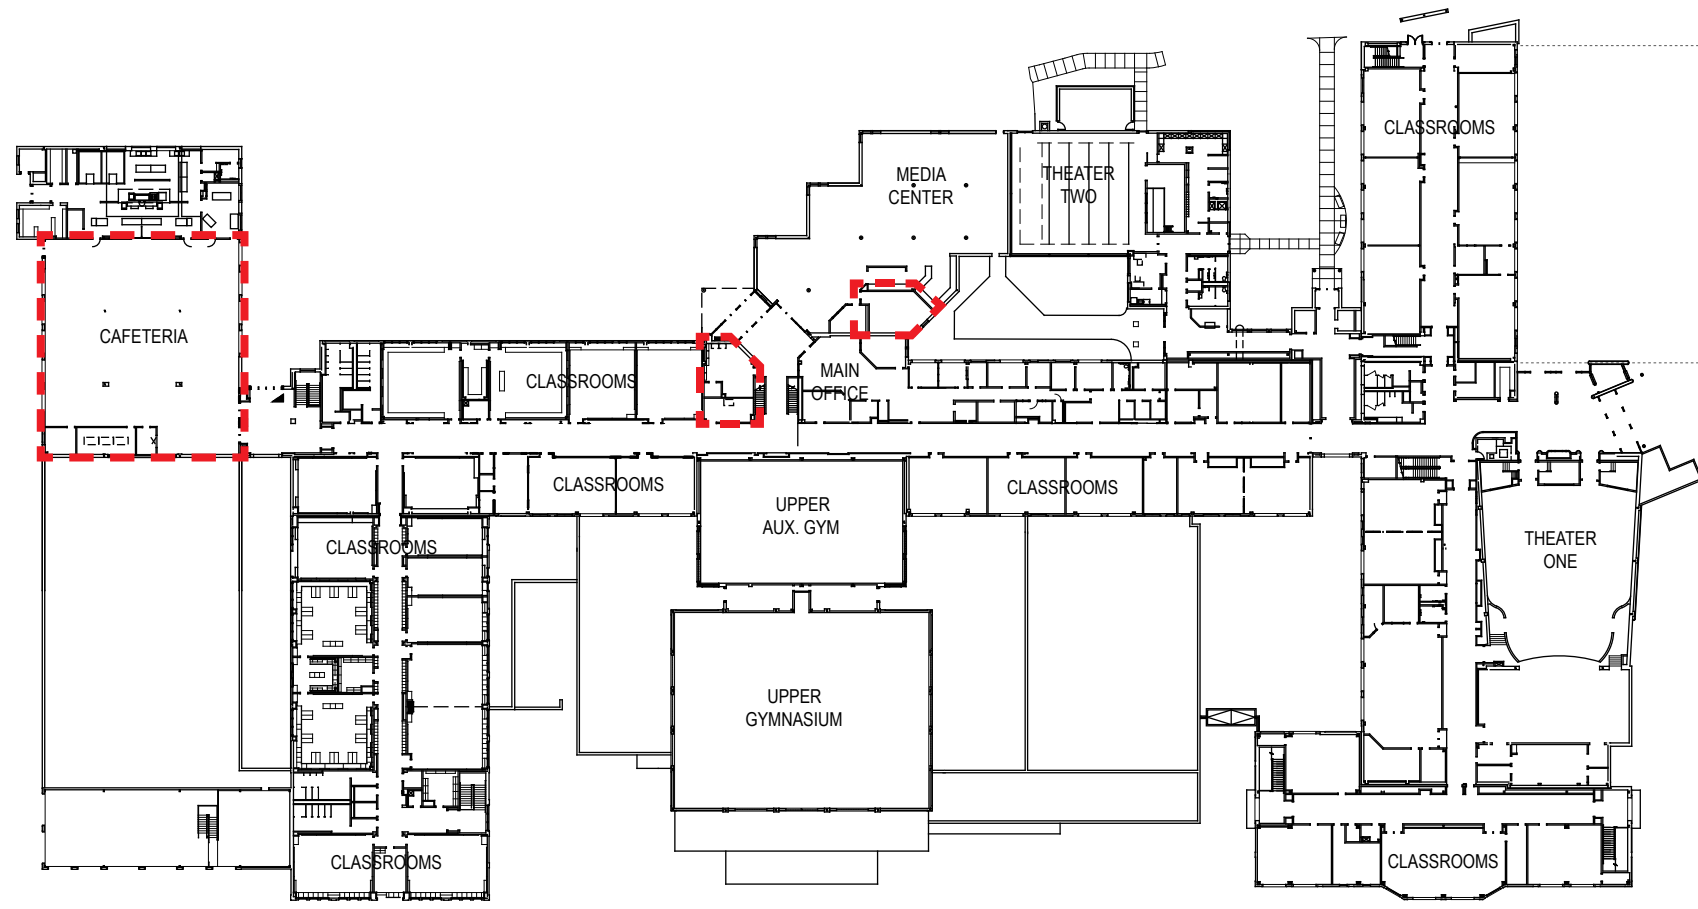 CLASSROOMS
MEDIA
CENTER
THEATER
TWO
CAFETERIA
CLASSROOMS
MAIN
OFFICE
CLASSROOMS
UPPER
AUX. GYM
CLASSROOMS
CLASSROOMS
THEATER
ONE
UPPER
GYMNASIUM
CLASSROOMS
CLASSROOMS